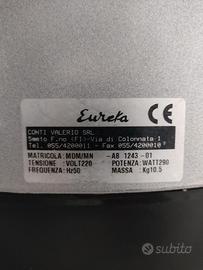 Eureka CE
CONTI VALERIO SRL
Sesto F.no (FI)-Via di Colonnata-1
Tel. 055/4200011 - Fax 055/4200010
MATRICOLA: MDM/MN -A8 1243 -01
TENSIONE :VOLT220 POTENZA:WATT290
FREQUENZA:Hz50 MASSA :Kg10.5
subito